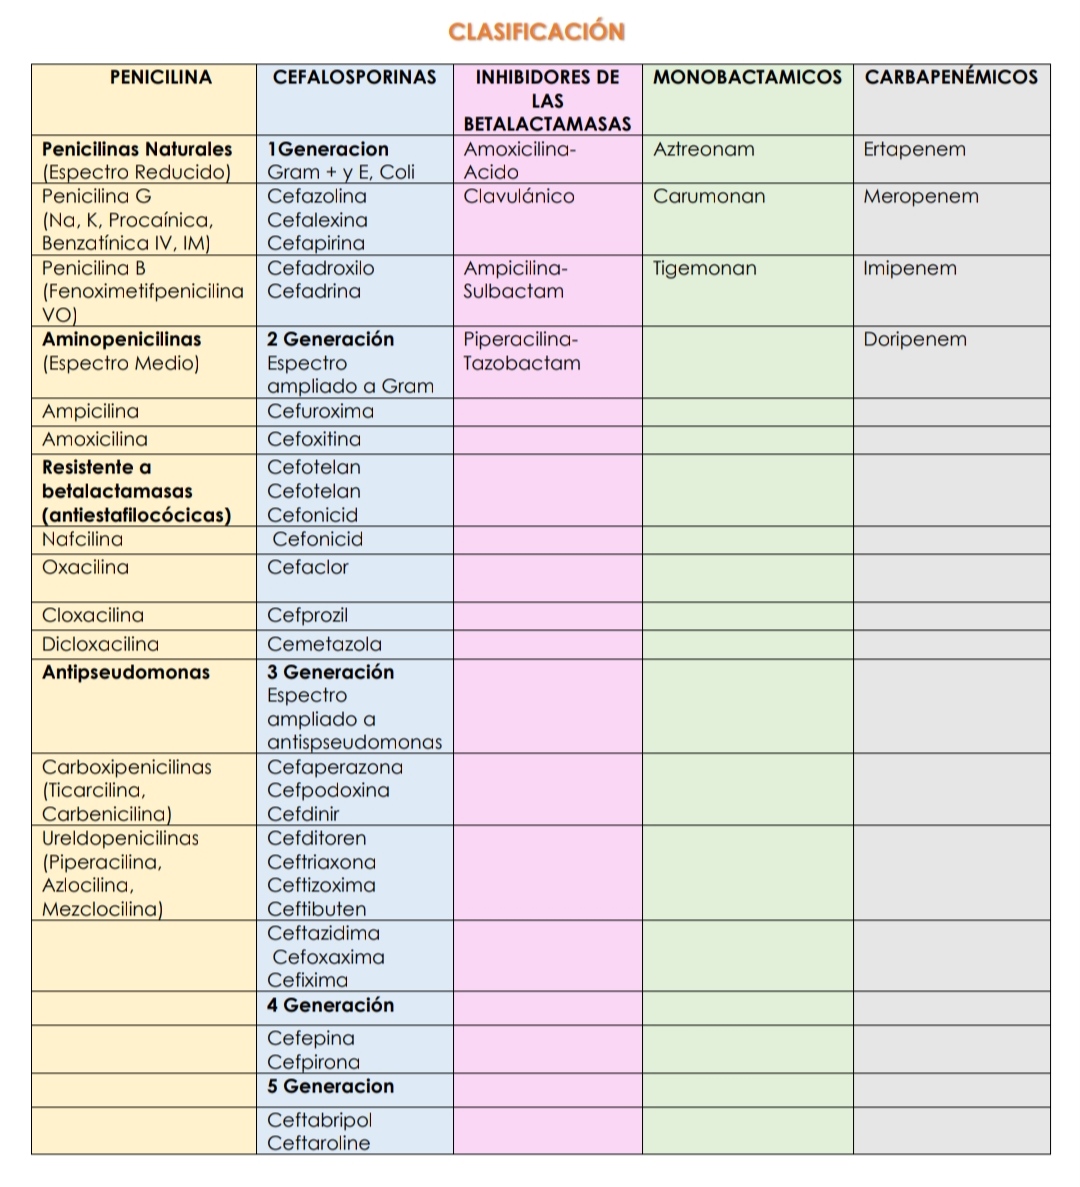 CLASIFICACIÓN
PENICILINA
CEFALOSPORINAS
INHIBIDORES DE
LAS
BETALACTAMASAS
MONOBACTAMICOS
CARBAPENÉMICOS
Penicilinas Naturales
(Espectro Reducido)
1Generacion
Gram + y E, Coli
Amoxicilina-
Acido
Aztreonam
Ertapenem
Penicilina G
(Na, K, Procaínica,
Benzatínica IV, IM)
Cefazolina
Cefalexina
Cefapirina
Clavulánico
Carumonan
Meropenem
Penicilina B
(Fenoximetifpenicilina
VO)
Cefadroxilo
Cefadrina
Ampicilina-
Sulbactam
Tigemonan
Imipenem
Aminopenicilinas
(Espectro Medio)
2 Generación
Espectro
ampliado a Gram
Piperacilina-
Tazobactam
Doripenem
Ampicilina
Cefuroxima
Amoxicilina
Cefoxitina
Resistente a
betalactamasas
(antiestafilocócicas)
Cefotelan
Cefotelan
Cefonicid
Nafcilina
Cefonicid
Oxacilina
Cefaclor
Cloxacilina
Cefprozil
Dicloxacilina
Cemetazola
Antipseudomonas
3 Generación
Espectro
ampliado a
antispseudomonas
Carboxipenicilinas
(Ticarcilina,
Carbenicilina)
Cefaperazona
Cefpodoxina
Cefdinir
Ureldopenicilinas
(Piperacilina,
Azlocilina,
Mezclocilina)
Cefditoren
Ceftriaxona
Ceftizoxima
Ceftibuten
Ceftazidima
Cefoxaxima
Cefixima
4 Generación
Cefepina
Cefpirona
5 Generacion
Ceftabripol
Ceftaroline